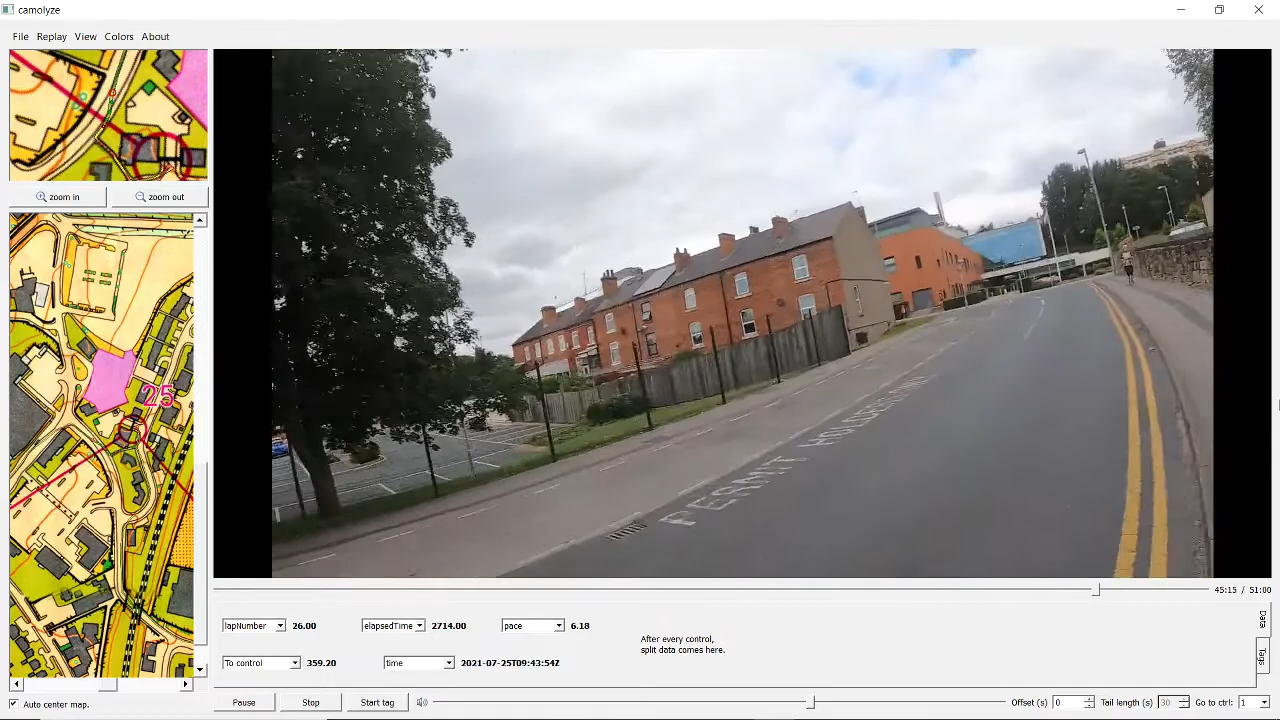 camolyze
File Replay View Colors About
zoom in zoom out
25
45:15 / 51:00
lapNumber 26.00 elapsedTime 2714.00 pace 6.18
After every control,
split data comes here.
To control 359.20 time 2021-07-25T09:43:54Z
Data
Tags
Auto center map.
Pause Stop Start tag Offset (s) 0 Tail length (s) 30 Go to ctrl: 1
PERMIT